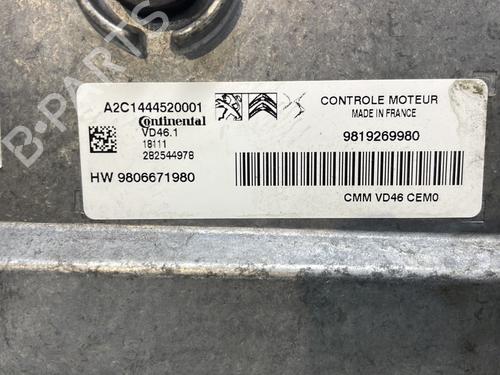 A2C1444520001
Continental
VD46.1
18111
282544978
HW 9806671980
CONTROLE MOTEUR
MADE IN FRANCE
9819269980
CMM VD46 CEM0
B-PARTS